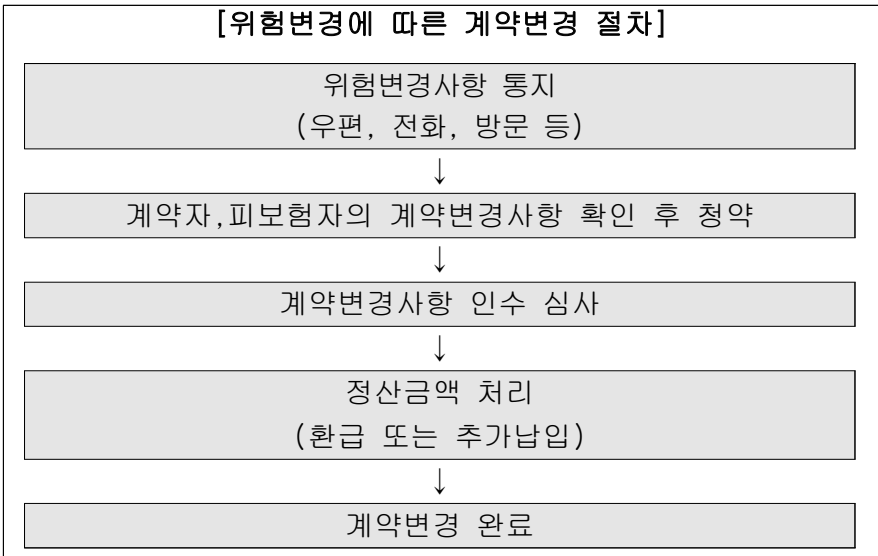 [위험변경에 따른 계약변경 절차]
위험변경사항 통지
(우편, 전화, 방문 등)
↓
계약자,피보험자의 계약변경사항 확인 후 청약
↓
계약변경사항 인수 심사
↓
정산금액 처리
(환급 또는 추가납입)
↓
계약변경 완료